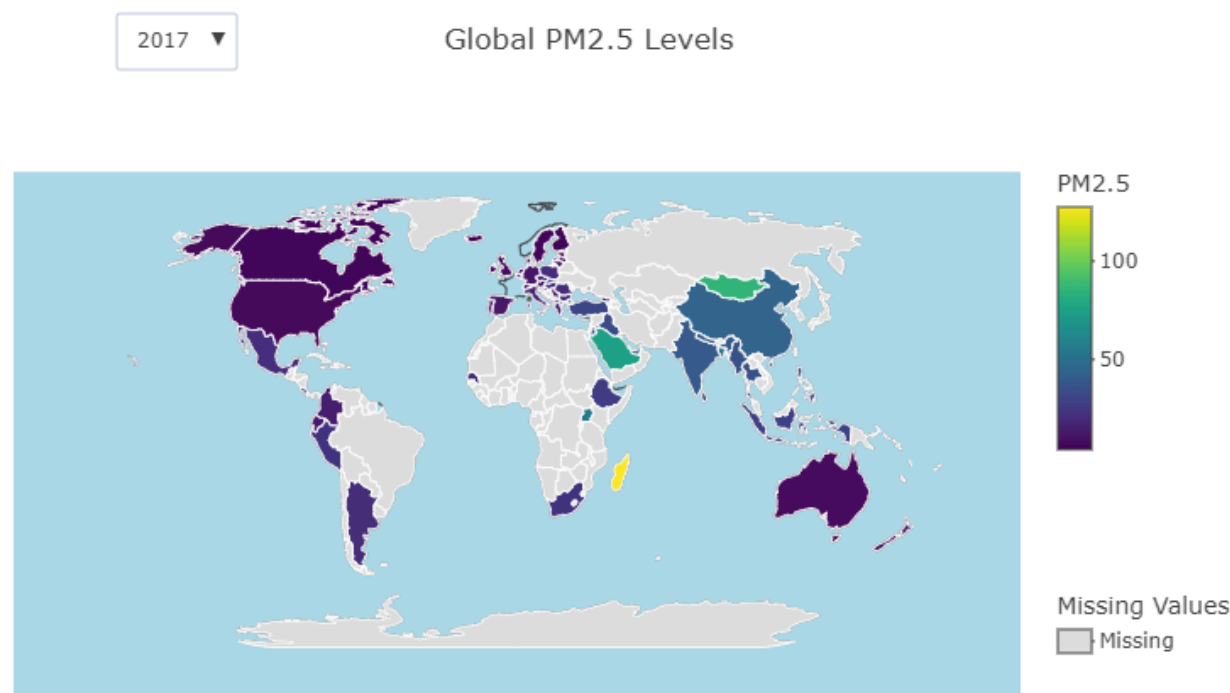 2017 ▼
Global PM2.5 Levels
PM2.5
100
50
Missing Values
Missing